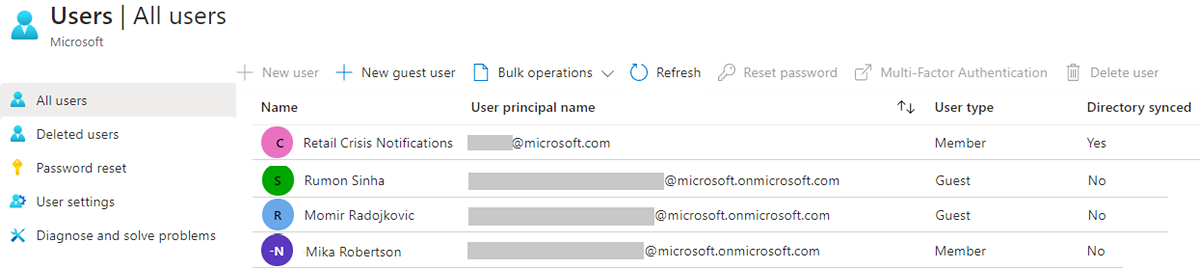 Users | All users
Microsoft
New user New guest user Bulk operations Refresh Reset password Multi-Factor Authentication Delete user
All users
Deleted users
Password reset
User settings
Diagnose and solve problems
Name User principal name User type Directory synced
C Retail Crisis Notifications @microsoft.com Member Yes
S Rumon Sinha @microsoft.onmicrosoft.com Guest No
R Momir Radojkovic @microsoft.onmicrosoft.com Guest No
-N Mika Robertson @microsoft.onmicrosoft.com Member No